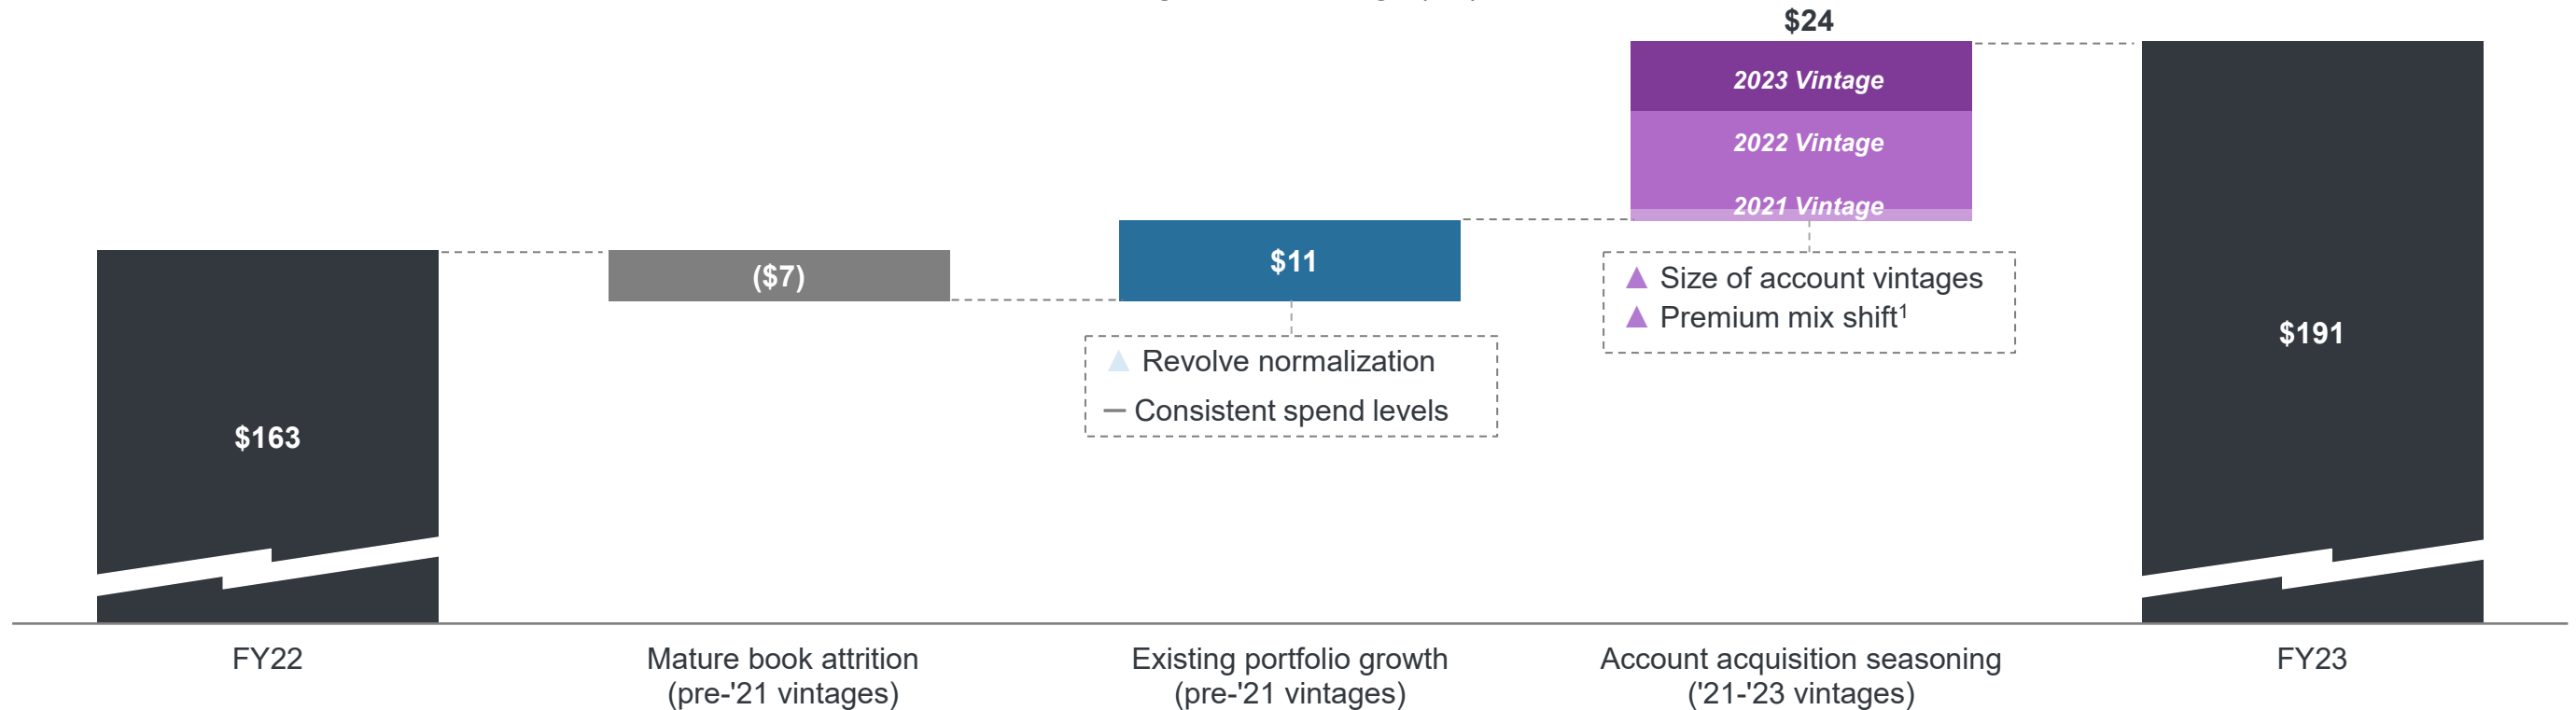 $24
2023 Vintage
2022 Vintage
2021 Vintage
($7)
$11
Size of account vintages
Premium mix shift¹
$191
Revolve normalization
Consistent spend levels
$163
FY22
Mature book attrition
(pre-'21 vintages)
Existing portfolio growth
(pre-'21 vintages)
Account acquisition seasoning
('21-'23 vintages)
FY23